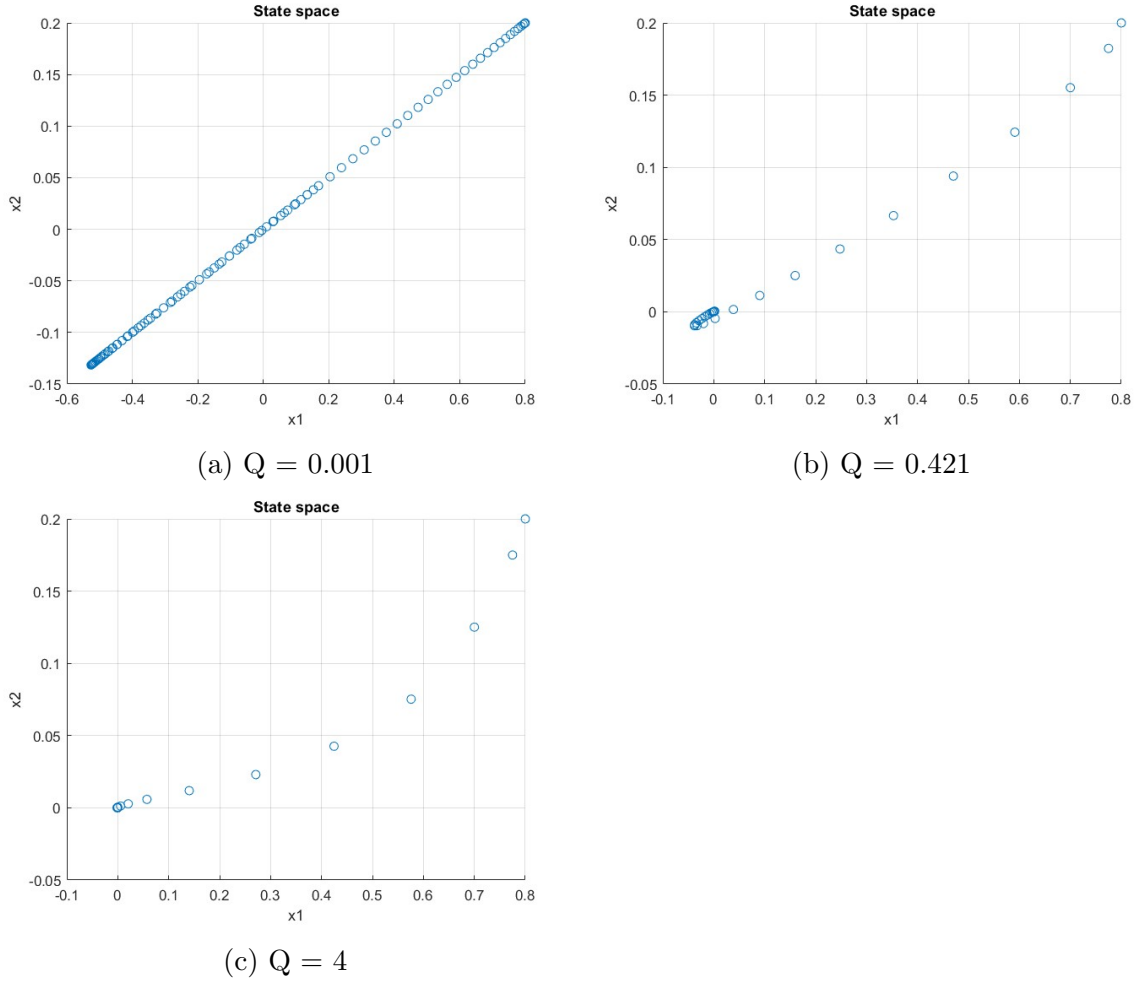 State space
0.2
0.15
0.1
0.05
0
-0.05
-0.1
-0.15
x2
-0.6 -0.4 -0.2 0 0.2 0.4 0.6 0.8
x1
(a) Q = 0.001
State space
0.2
0.15
0.1
0.05
0
-0.05
x2
-0.1 0 0.1 0.2 0.3 0.4 0.5 0.6 0.7 0.8
x1
(b) Q = 0.421
State space
0.2
0.15
0.1
0.05
0
-0.05
x2
-0.1 0 0.1 0.2 0.3 0.4 0.5 0.6 0.7 0.8
x1
(c) Q = 4